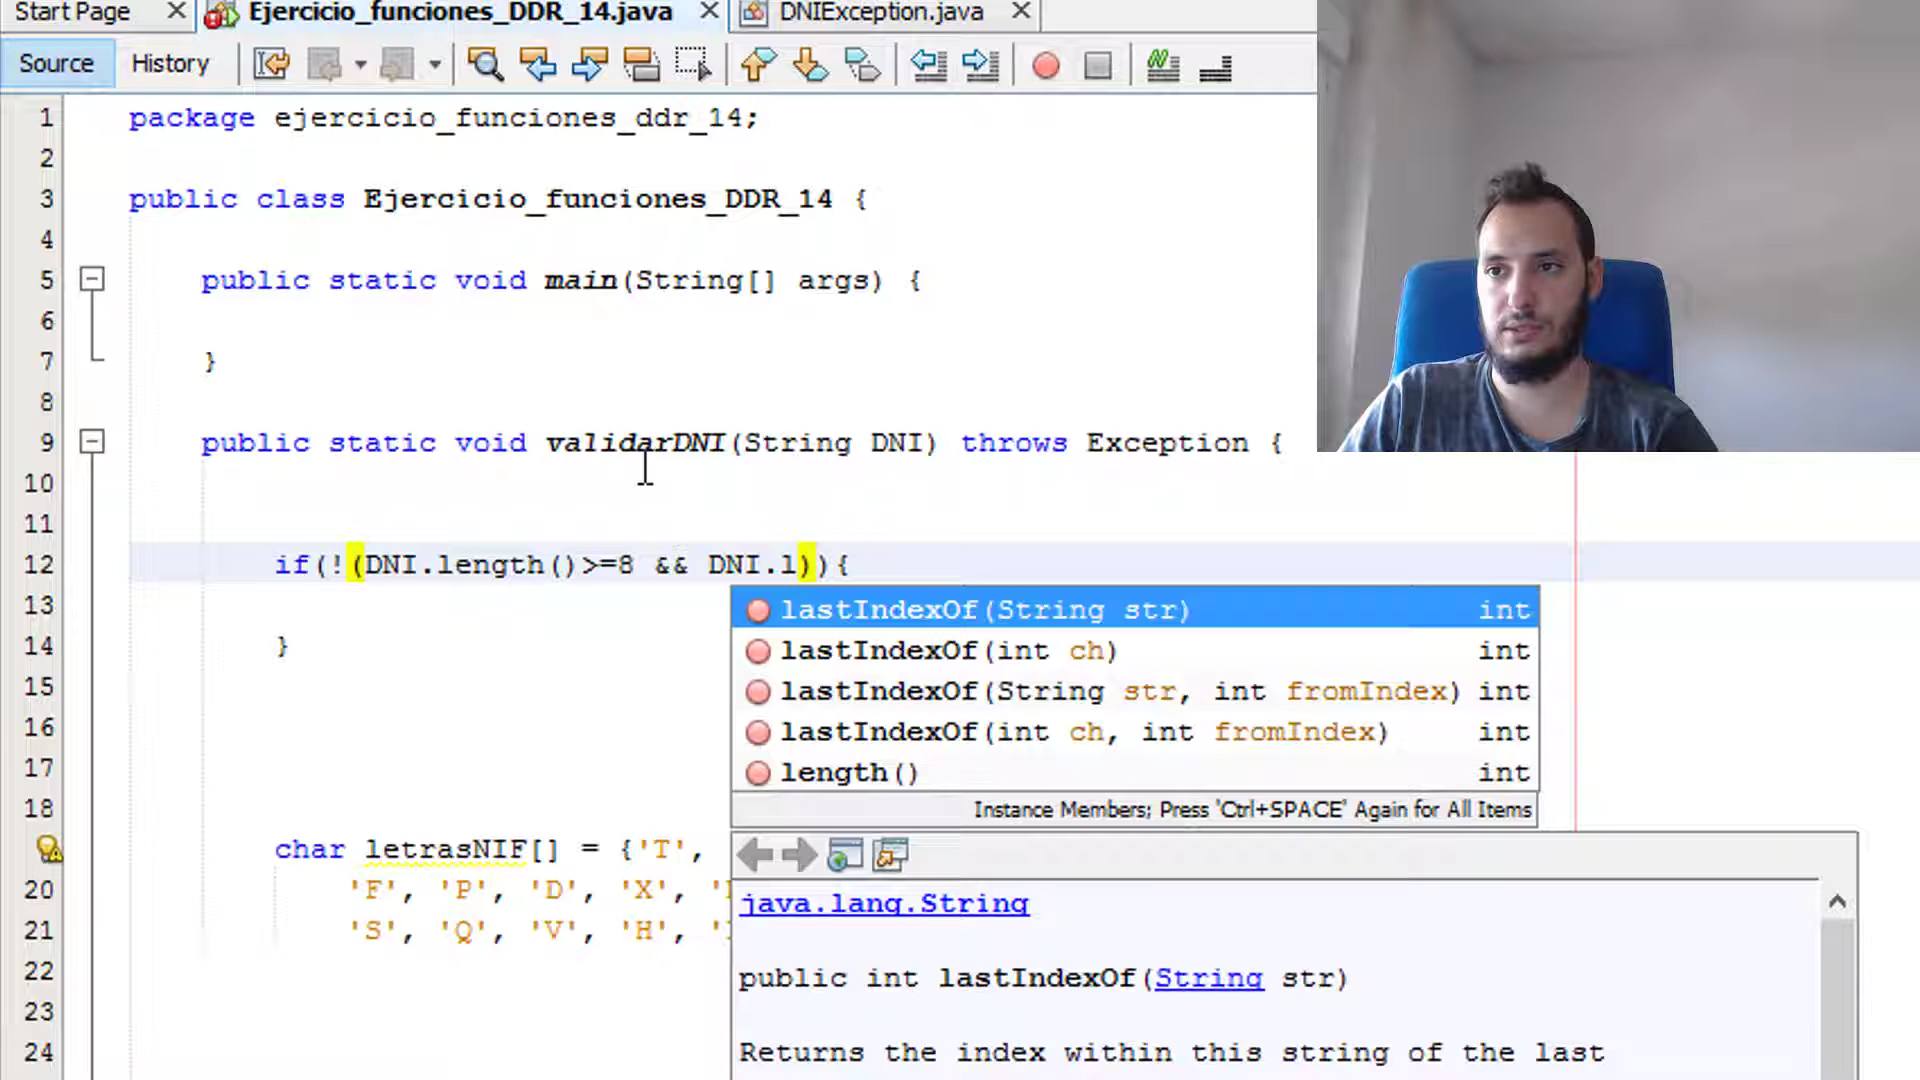 Start Page
Ejercicio_funciones_DDR_14.java
DNIException.java
Source
History
1 package ejercicio_funciones_ddr_14;
2
3 public class Ejercicio_funciones_DDR_14 {
4
5 public static void main(String[] args) {
6
7 }
8
9 public static void validarDNI(String DNI) throws Exception {
10
11
12 if(!(DNI.length()>=8 && DNI.l)){
13
14 }
15
16
17
18
char letrasNIF[] = {'T',
20 'F', 'P', 'D', 'X', '
21 'S', 'Q', 'V', 'H', '
22
23
24
lastIndexOf(String str) int
lastIndexOf(int ch) int
lastIndexOf(String str, int fromIndex) int
lastIndexOf(int ch, int fromIndex) int
length() int
Instance Members; Press 'Ctrl+SPACE' Again for All Items
java.lang.String
public int lastIndexOf(String str)
Returns the index within this string of the last